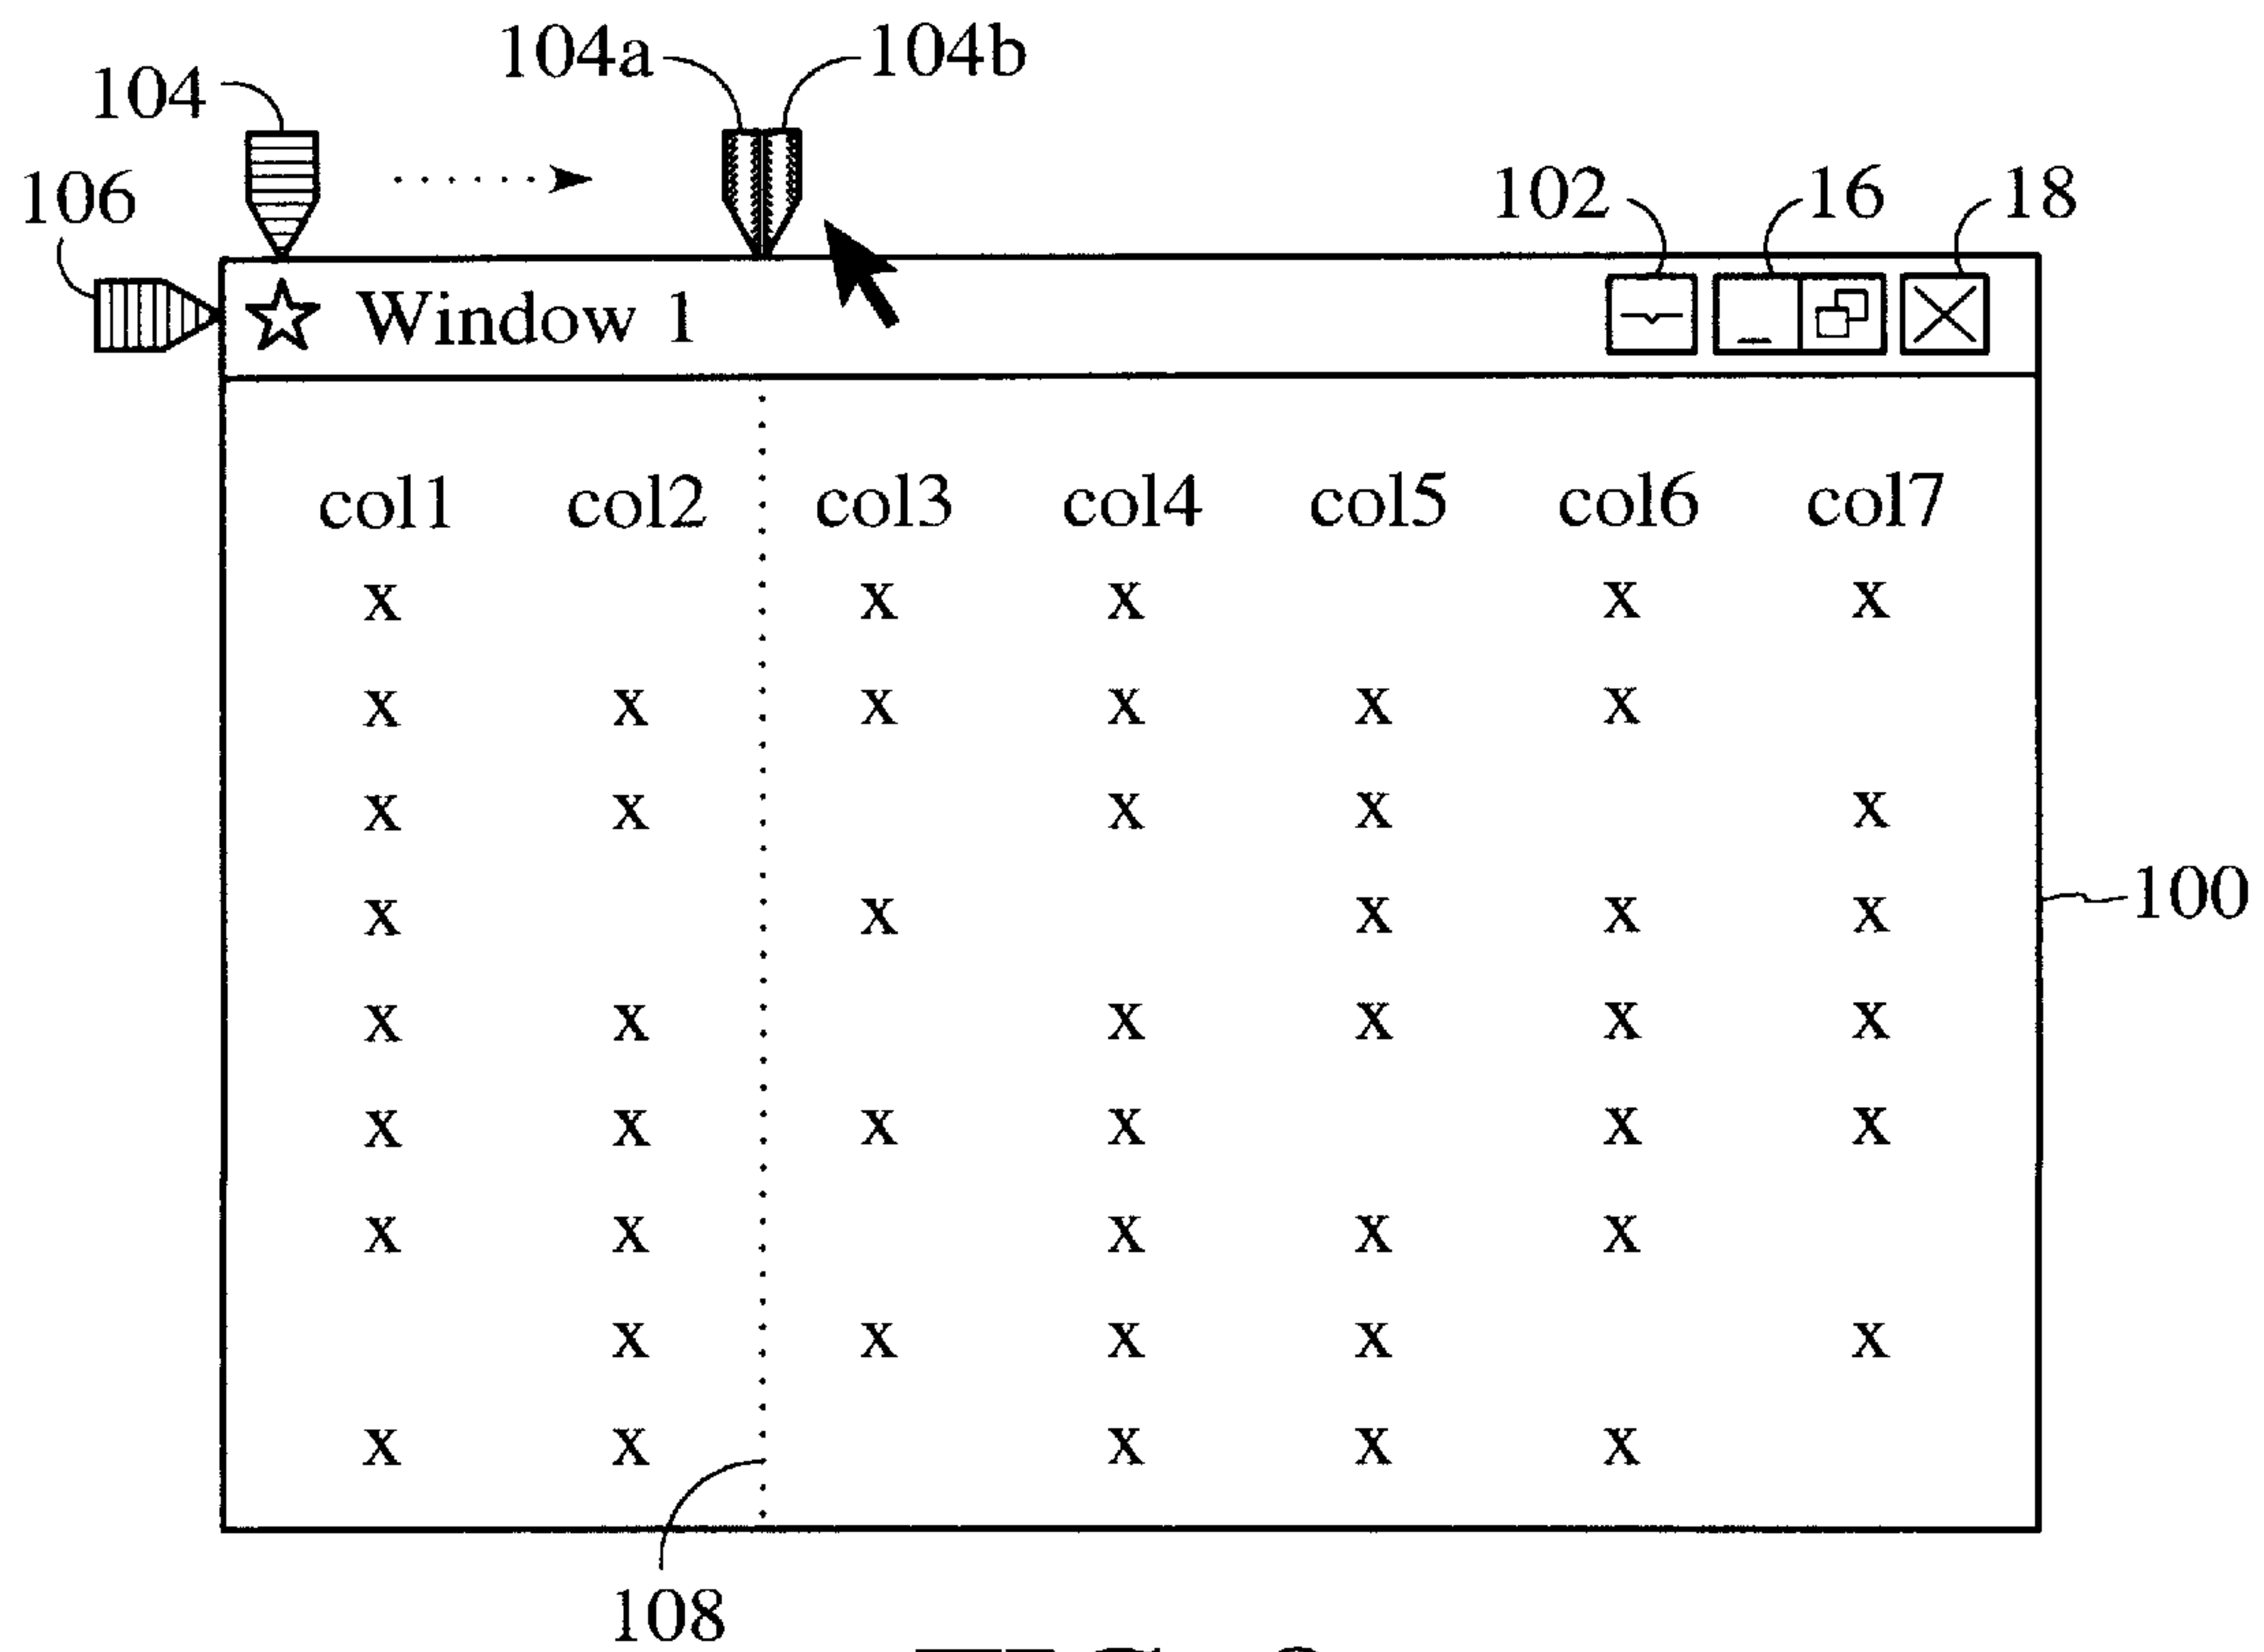 104a 104b
104
106 102 16 18
Window 1
col1 col2 col3 col4 col5 col6 col7
x x x x x
x x x x x x
x x x x x
x x x x x
x x x x x x
x x x x x x
x x x x x
x x x x x
x x x x x
100
108